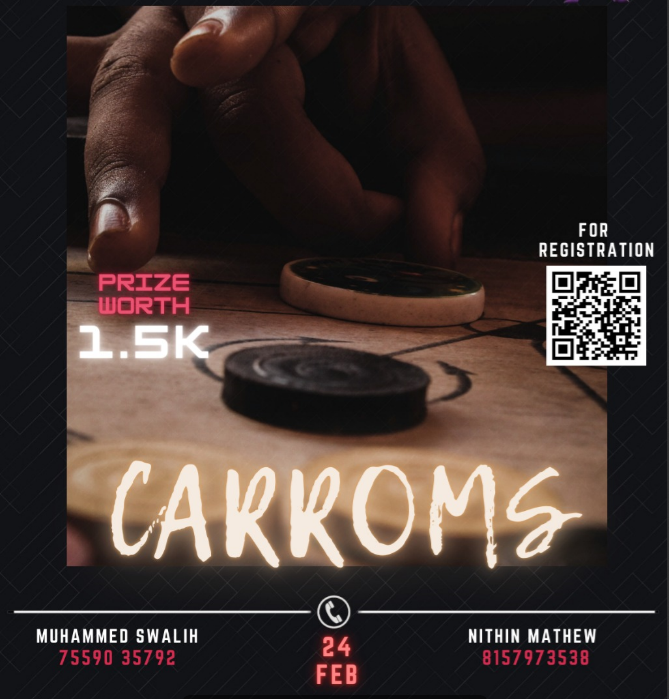 FOR
REGISTRATION
PRIZE
WORTH
1.5K
CARROMS
MUHAMMED SWALIH
75590 35792
24
FEB
NITHIN MATHEW
8157973538